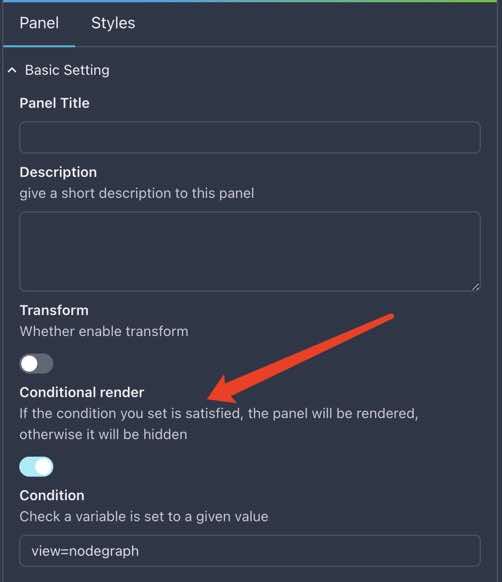 Panel Styles
Basic Setting
Panel Title
Description
give a short description to this panel
Transform
Whether enable transform
Conditional render
If the condition you set is satisfied, the panel will be rendered,
otherwise it will be hidden
Condition
Check a variable is set to a given value
view=nodegraph